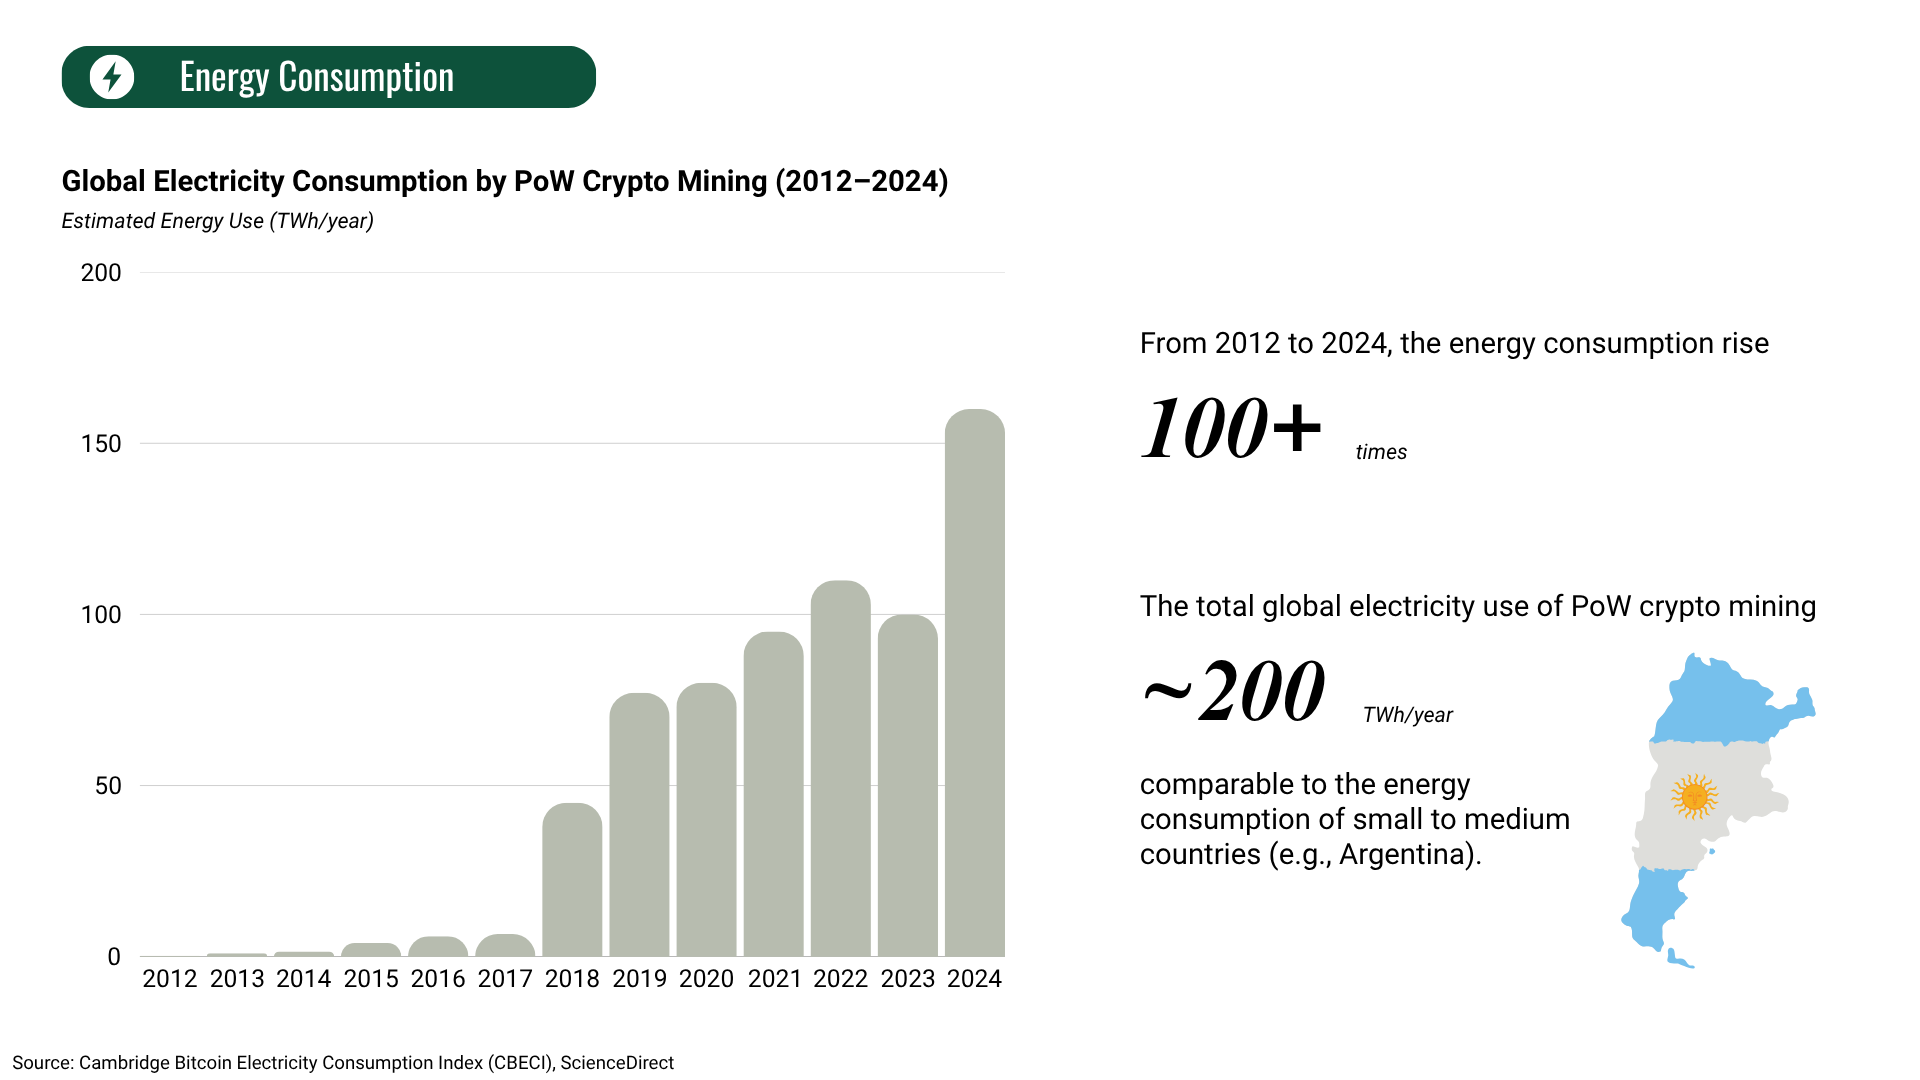 Energy Consumption
Global Electricity Consumption by PoW Crypto Mining (2012–2024)
Estimated Energy Use (TWh/year)
200
150
100
50
0
2012 2013 2014 2015 2016 2017 2018 2019 2020 2021 2022 2023 2024
From 2012 to 2024, the energy consumption rise
100+ times
The total global electricity use of PoW crypto mining
~200 TWh/year
comparable to the energy
consumption of small to medium
countries (e.g., Argentina).
Source: Cambridge Bitcoin Electricity Consumption Index (CBECI), ScienceDirect